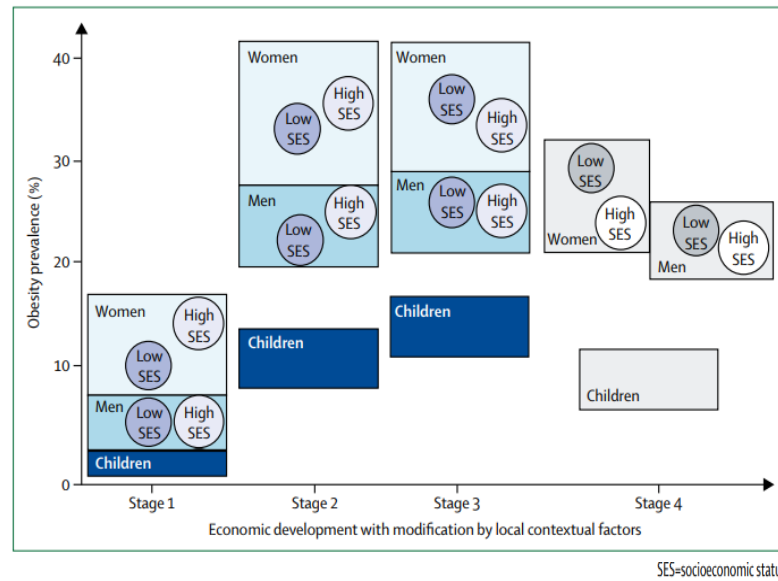 40
30
20
10
0
Obesity prevalence (%)
Women
Low
SES
High
SES
Men
Low
SES
High
SES
Children
Women
Low
SES
High
SES
Men
Low
SES
High
SES
Children
Women
Low
SES
High
SES
Men
Low
SES
High
SES
Children
Low
SES
High
SES
Women
Low
SES
High
SES
Men
Children
Stage 1
Stage 2
Stage 3
Stage 4
Economic development with modification by local contextual factors
SES=socioeconomic statu